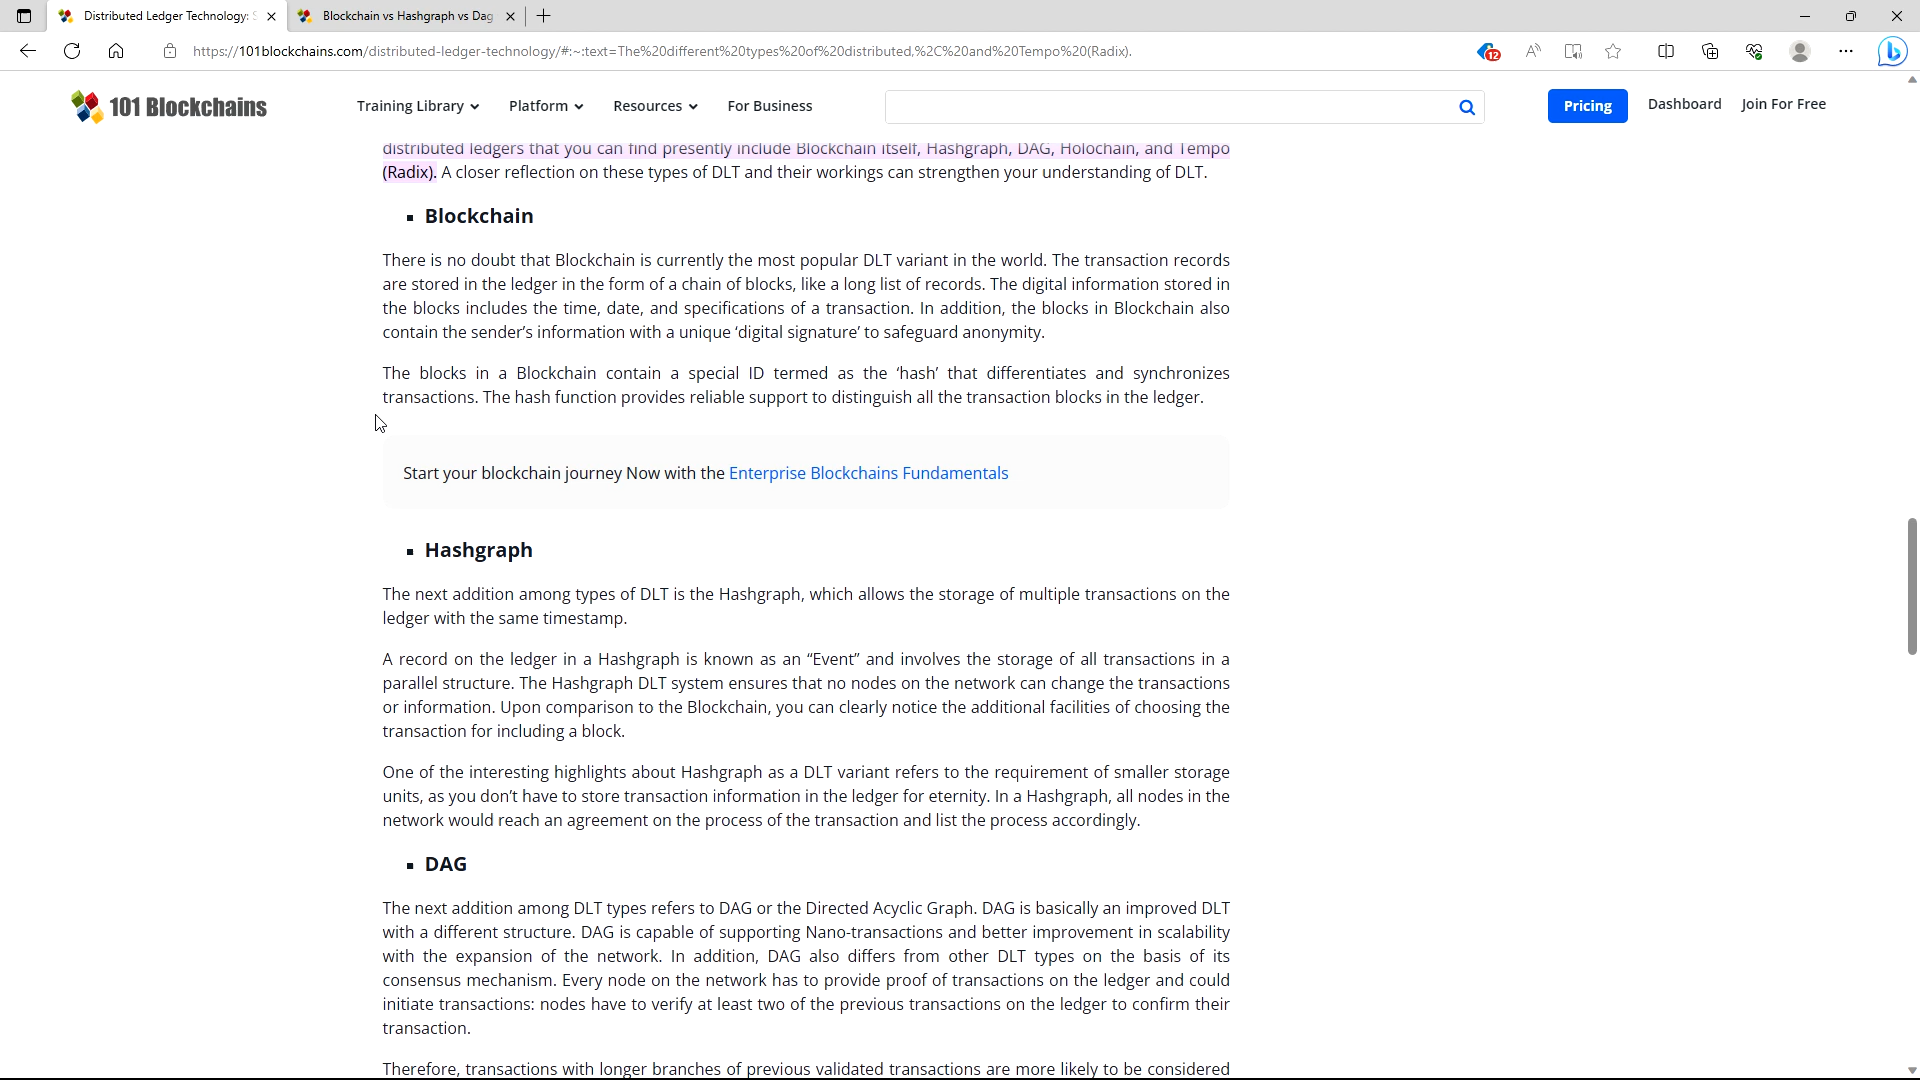 Distributed Ledger Technology: S
Blockchain vs Hashgraph vs Dag
https://101blockchains.com/distributed-ledger-technology/#:~:text=The%20different%20types%20of%20distributed,%2C%20and%20Tempo%20(Radix).
12
101 Blockchains
Training Library
Platform
Resources
For Business
Pricing
Dashboard
Join For Free
distributed ledgers that you can find presently include Blockchain itself, Hashgraph, DAG, Holochain, and Tempo
(Radix). A closer reflection on these types of DLT and their workings can strengthen your understanding of DLT.
▪ Blockchain
There is no doubt that Blockchain is currently the most popular DLT variant in the world. The transaction records
are stored in the ledger in the form of a chain of blocks, like a long list of records. The digital information stored in
the blocks includes the time, date, and specifications of a transaction. In addition, the blocks in Blockchain also
contain the sender’s information with a unique ‘digital signature’ to safeguard anonymity.
The blocks in a Blockchain contain a special ID termed as the ‘hash’ that differentiates and synchronizes
transactions. The hash function provides reliable support to distinguish all the transaction blocks in the ledger.
Start your blockchain journey Now with the Enterprise Blockchains Fundamentals
▪ Hashgraph
The next addition among types of DLT is the Hashgraph, which allows the storage of multiple transactions on the
ledger with the same timestamp.
A record on the ledger in a Hashgraph is known as an “Event” and involves the storage of all transactions in a
parallel structure. The Hashgraph DLT system ensures that no nodes on the network can change the transactions
or information. Upon comparison to the Blockchain, you can clearly notice the additional facilities of choosing the
transaction for including a block.
One of the interesting highlights about Hashgraph as a DLT variant refers to the requirement of smaller storage
units, as you don’t have to store transaction information in the ledger for eternity. In a Hashgraph, all nodes in the
network would reach an agreement on the process of the transaction and list the process accordingly.
▪ DAG
The next addition among DLT types refers to DAG or the Directed Acyclic Graph. DAG is basically an improved DLT
with a different structure. DAG is capable of supporting Nano-transactions and better improvement in scalability
with the expansion of the network. In addition, DAG also differs from other DLT types on the basis of its
consensus mechanism. Every node on the network has to provide proof of transactions on the ledger and could
initiate transactions: nodes have to verify at least two of the previous transactions on the ledger to confirm their
transaction.
Therefore, transactions with longer branches of previous validated transactions are more likely to be considered